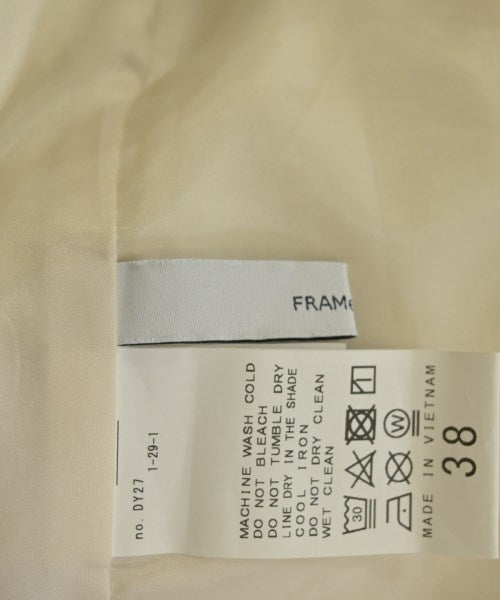 FRAMe
MACHINE WASH COLD
DO NOT BLEACH
DO NOT TUMBLE DRY
LINE DRY IN THE SHADE
COOL IRON
DO NOT DRY CLEAN
WET CLEAN
30
W
MADE IN VIETNAM
38
no. DY27 1-29-1